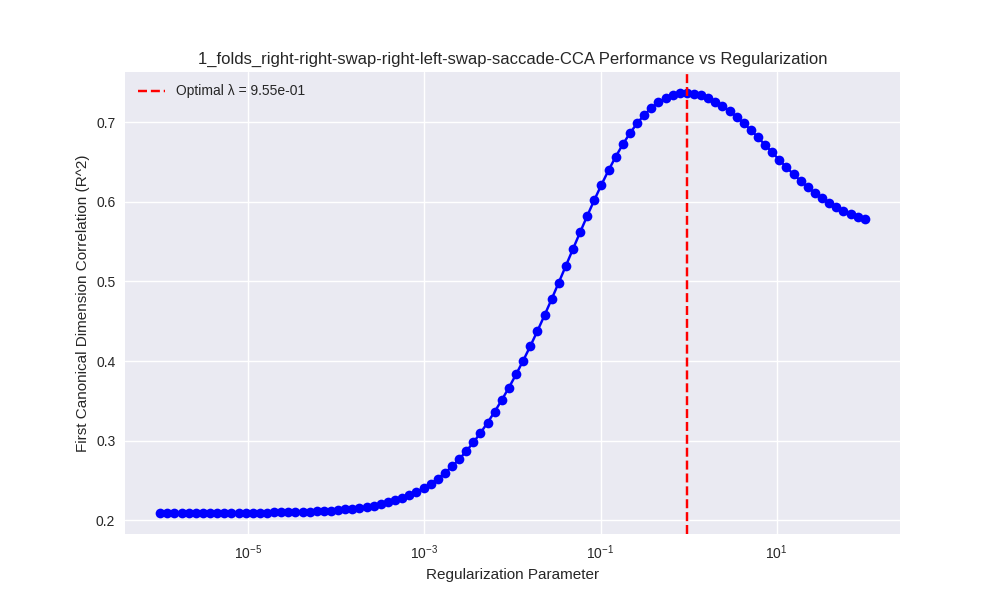 1_folds_right-right-swap-right-left-swap-saccade-CCA Performance vs Regularization
Optimal λ = 9.55e-01
First Canonical Dimension Correlation (R^2)
0.7
0.6
0.5
0.4
0.3
0.2
10⁻⁵
10⁻³
10⁻¹
10¹
Regularization Parameter